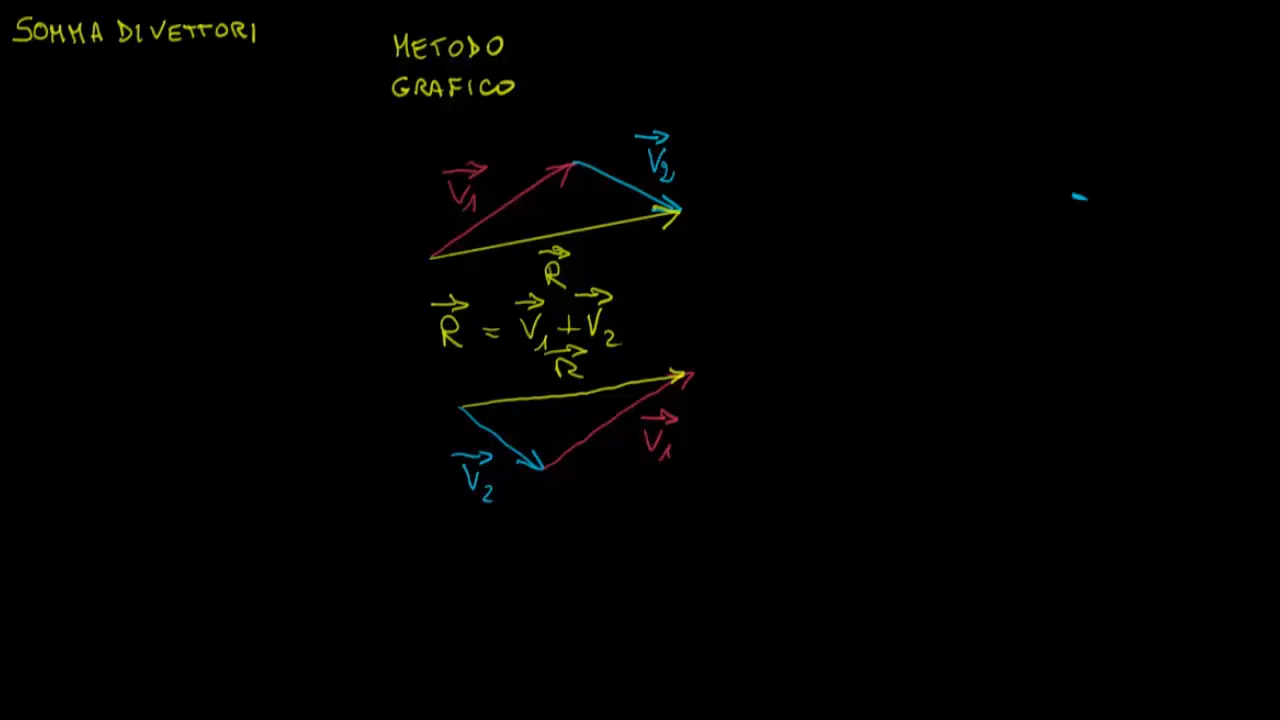 SOMMA DI VETTORI
METODO
GRAFICO
V₁
V₂
R
R = V₁ + V₂
R
V₁
V₂